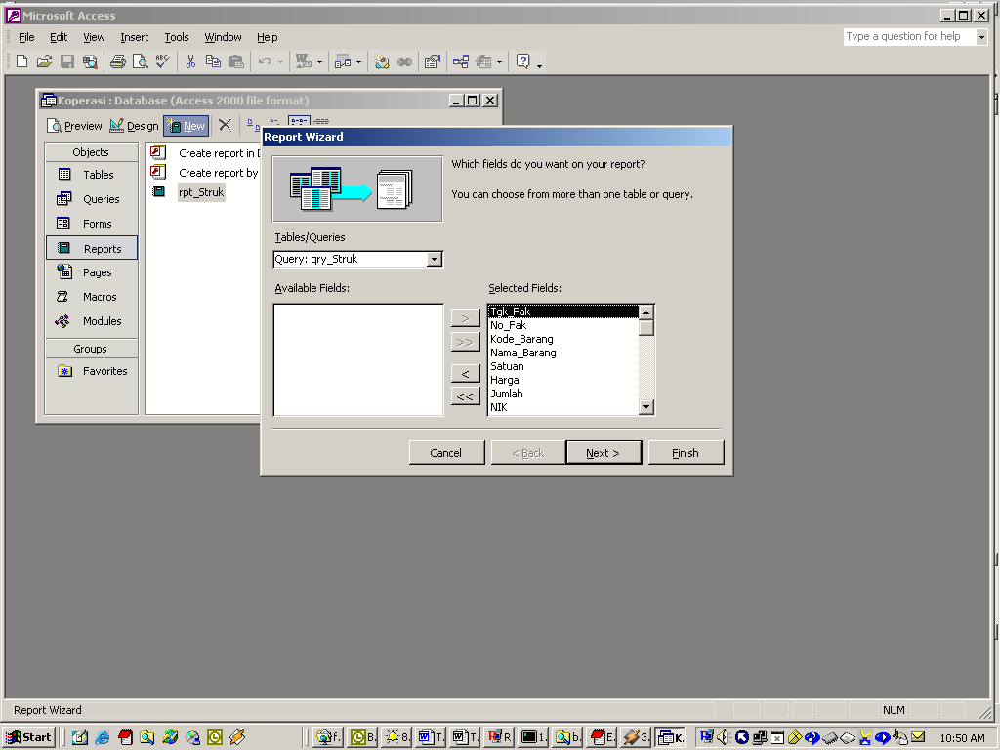 Microsoft Access
File Edit View Insert Tools Window Help
Type a question for help
Koperasi : Database (Access 2000 file format)
Preview Design New
Objects
Tables
Queries
Forms
Reports
Pages
Macros
Modules
Groups
Favorites
Create report in D
Create report by
rpt_Struk
Report Wizard
Which fields do you want on your report?
You can choose from more than one table or query.
Tables/Queries
Query: qry_Struk
Available Fields:
Selected Fields:
Tgk_Fak
No_Fak
Kode_Barang
Nama_Barang
Satuan
Harga
Jumlah
NIK
>
>>
<
<<
Cancel < Back Next > Finish
Report Wizard
NUM
Start f. B. 8. T. T. R 1. b. E. 3. K. 10:50 AM